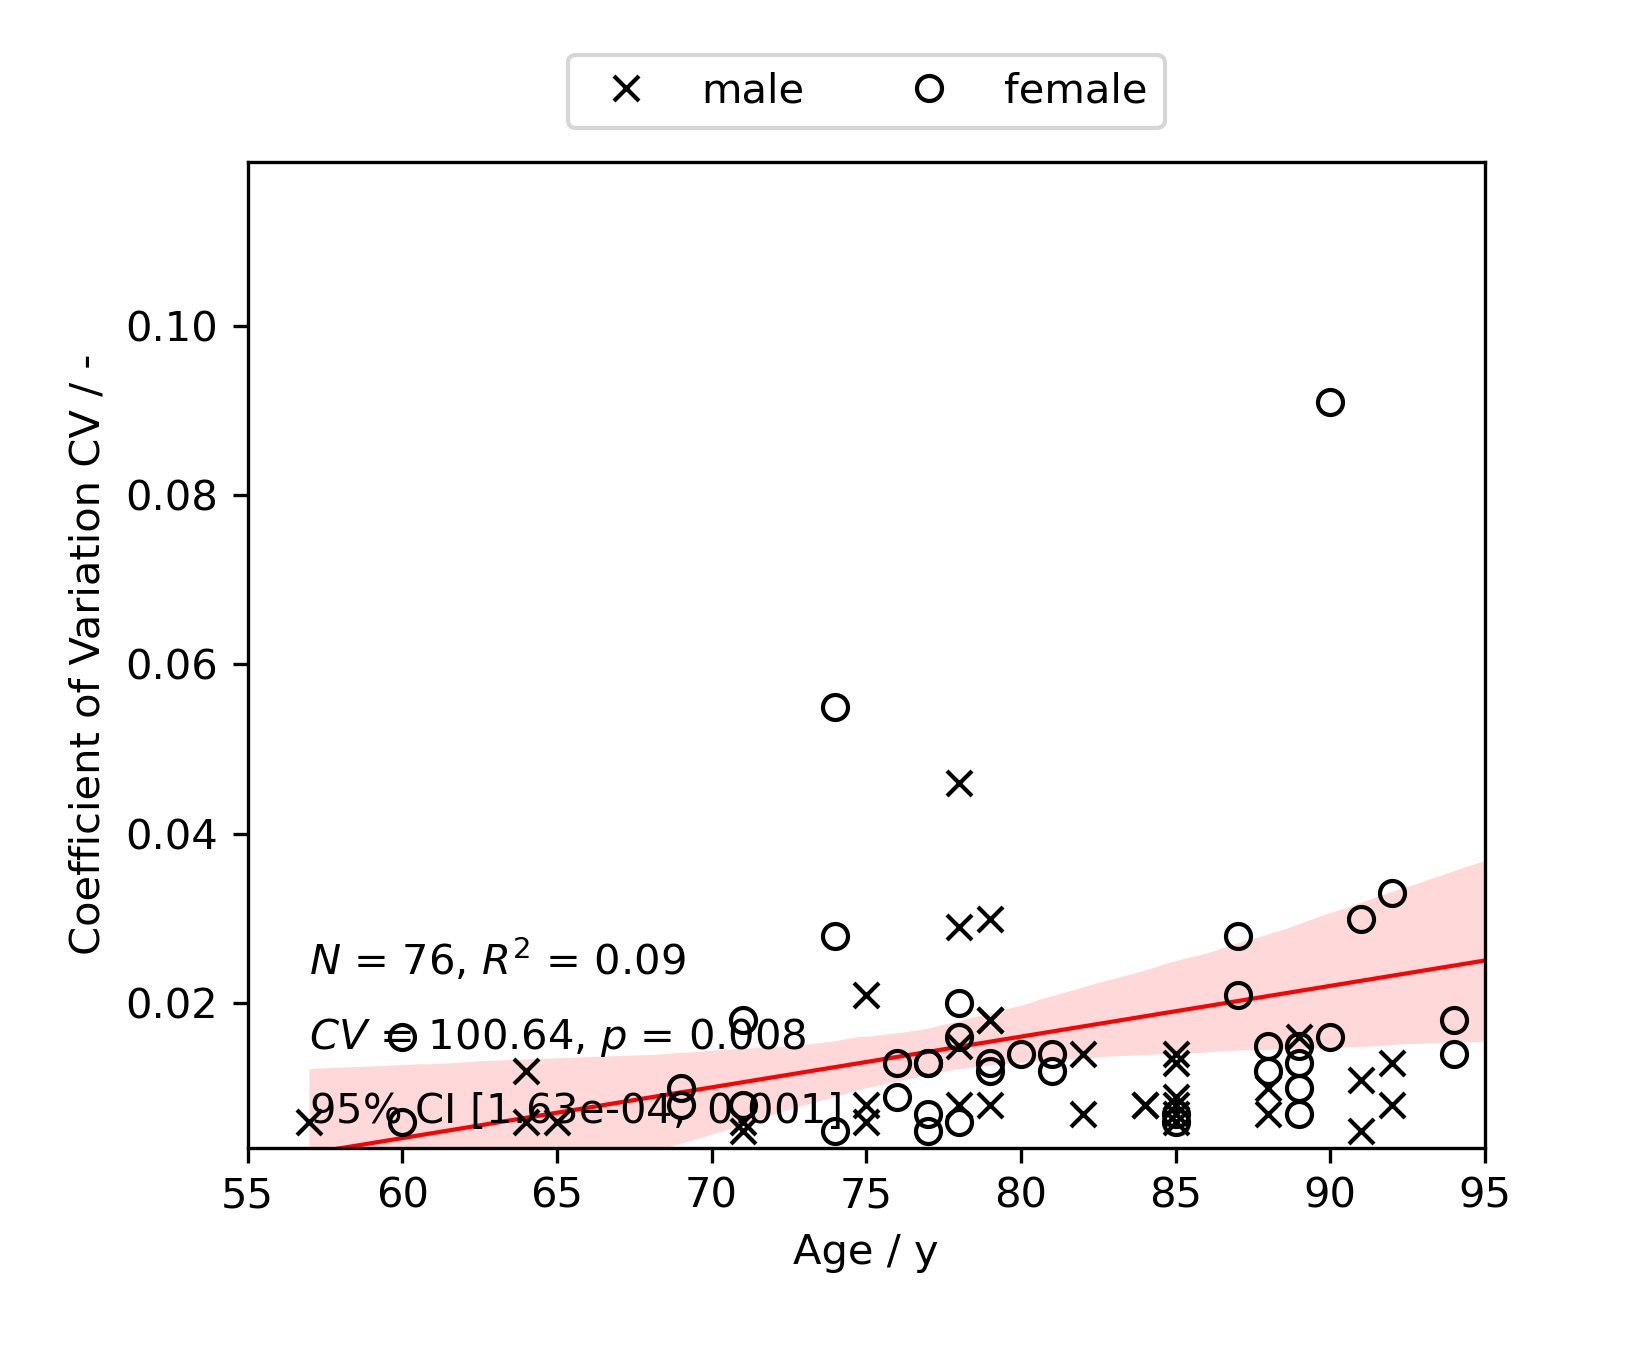 male female
0.10
0.08
0.06
0.04
0.02
Coefficient of Variation CV / -
N = 76, R² = 0.09
CV = 100.64, p = 0.008
95% CI [1.63e-04, 0.001]
55 60 65 70 75 80 85 90 95
Age / y